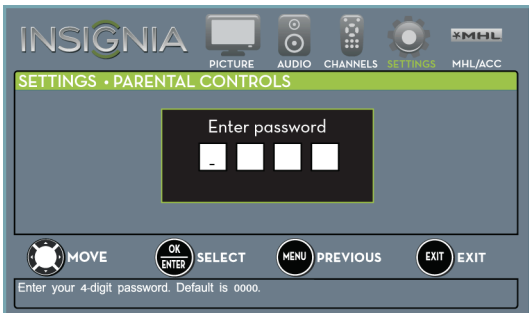 INSIGNIA
PICTURE AUDIO CHANNELS SETTINGS MHL/ACC
MHL
SETTINGS • PARENTAL CONTROLS
Enter password
_
MOVE OK ENTER SELECT MENU PREVIOUS EXIT EXIT
Enter your 4-digit password. Default is 0000.